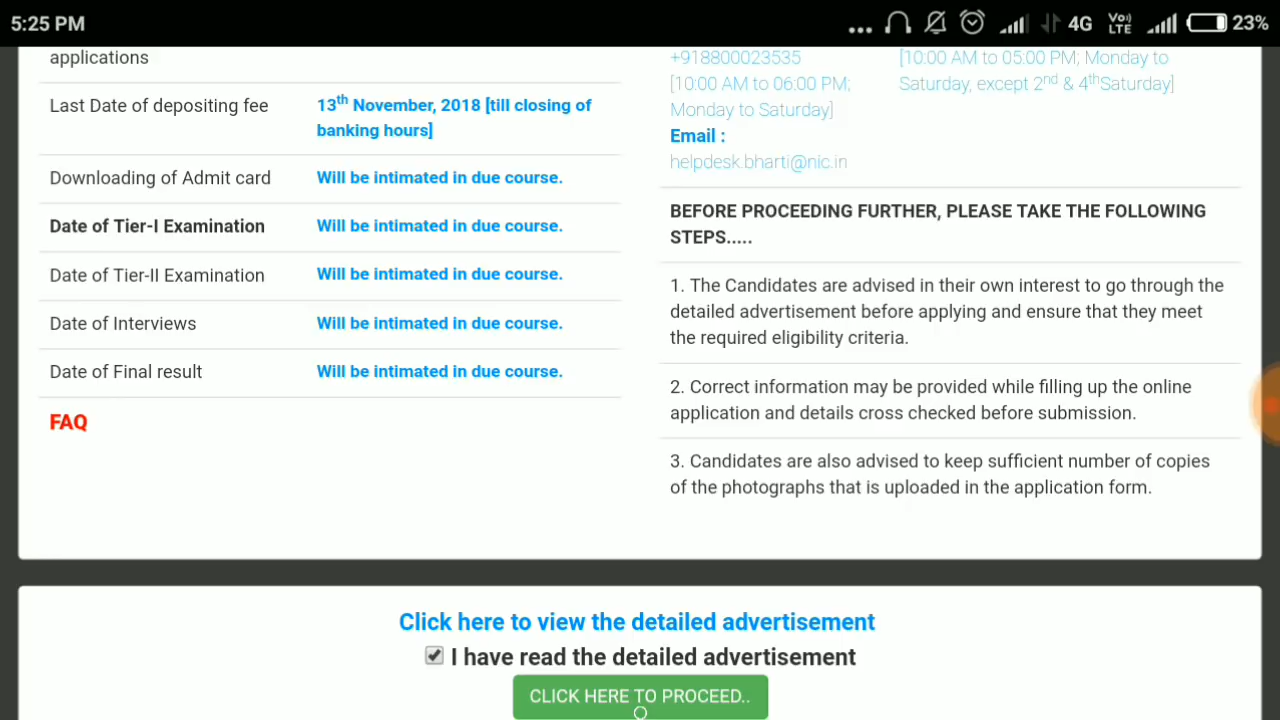 5:25 PM
... 4G Vo) LTE 23%
applications
Last Date of depositing fee
13th November, 2018 [till closing of
banking hours]
Downloading of Admit card
Will be intimated in due course.
Date of Tier-I Examination
Will be intimated in due course.
Date of Tier-II Examination
Will be intimated in due course.
Date of Interviews
Will be intimated in due course.
Date of Final result
Will be intimated in due course.
FAQ
+918800023535
[10:00 AM to 06:00 PM;
Monday to Saturday]
[10:00 AM to 05:00 PM; Monday to
Saturday, except 2nd & 4thSaturday]
Email :
helpdesk.bharti@nic.in
BEFORE PROCEEDING FURTHER, PLEASE TAKE THE FOLLOWING
STEPS.....
1. The Candidates are advised in their own interest to go through the
detailed advertisement before applying and ensure that they meet
the required eligibility criteria.
2. Correct information may be provided while filling up the online
application and details cross checked before submission.
3. Candidates are also advised to keep sufficient number of copies
of the photographs that is uploaded in the application form.
Click here to view the detailed advertisement
I have read the detailed advertisement
CLICK HERE TO PROCEED..